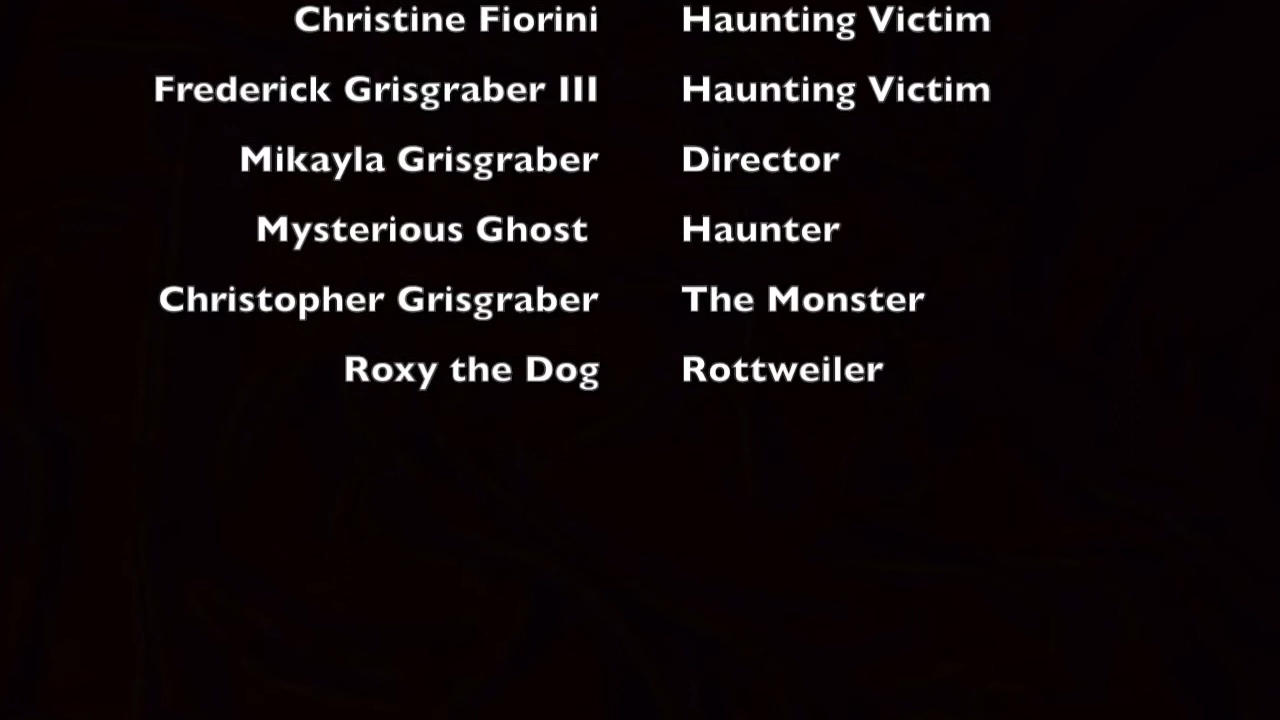 Christine Fiorini Haunting Victim
Frederick Grisgraber III Haunting Victim
Mikayla Grisgraber Director
Mysterious Ghost Haunter
Christopher Grisgraber The Monster
Roxy the Dog Rottweiler